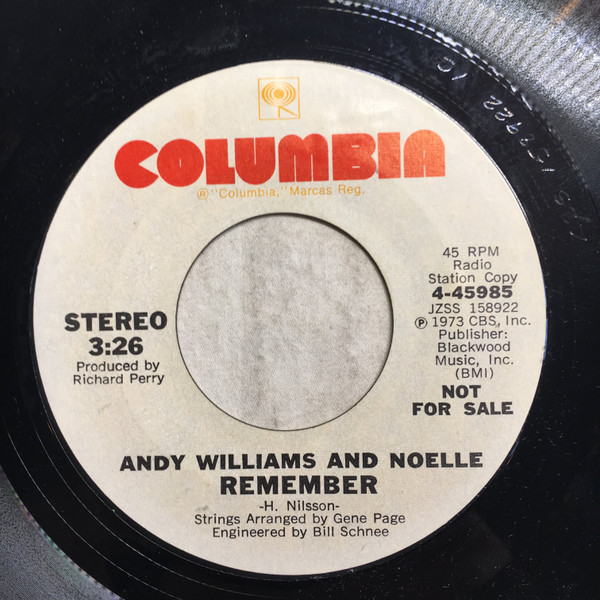 COLUMBIA
®"Columbia," Marcas Reg.
STEREO
3:26
Produced by
Richard Perry
45 RPM
Radio
Station Copy
4-45985
JZSS 158922
℗ 1973 CBS, Inc.
Publisher:
Blackwood
Music, Inc.
(BMI)
NOT
FOR SALE
ANDY WILLIAMS AND NOELLE
REMEMBER
-H. Nilsson-
Strings Arranged by Gene Page
Engineered by Bill Schnee